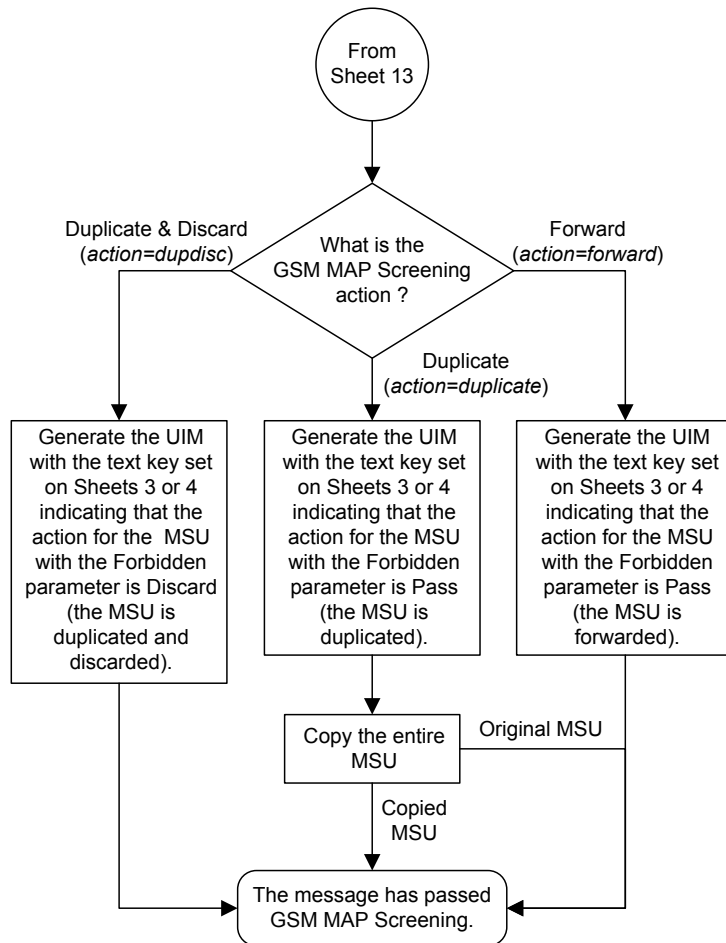 From
Sheet 13
Duplicate & Discard
(action=dupdisc)
What is the
GSM MAP Screening
action ?
Forward
(action=forward)
Duplicate
(action=duplicate)
Generate the UIM
with the text key set
on Sheets 3 or 4
indicating that the
action for the MSU
with the Forbidden
parameter is Discard
(the MSU is
duplicated and
discarded).
Generate the UIM
with the text key set
on Sheets 3 or 4
indicating that the
action for the MSU
with the Forbidden
parameter is Pass
(the MSU is
duplicated).
Generate the UIM
with the text key set
on Sheets 3 or 4
indicating that the
action for the MSU
with the Forbidden
parameter is Pass
(the MSU is
forwarded).
Copy the entire
MSU
Original MSU
Copied
MSU
The message has passed
GSM MAP Screening.